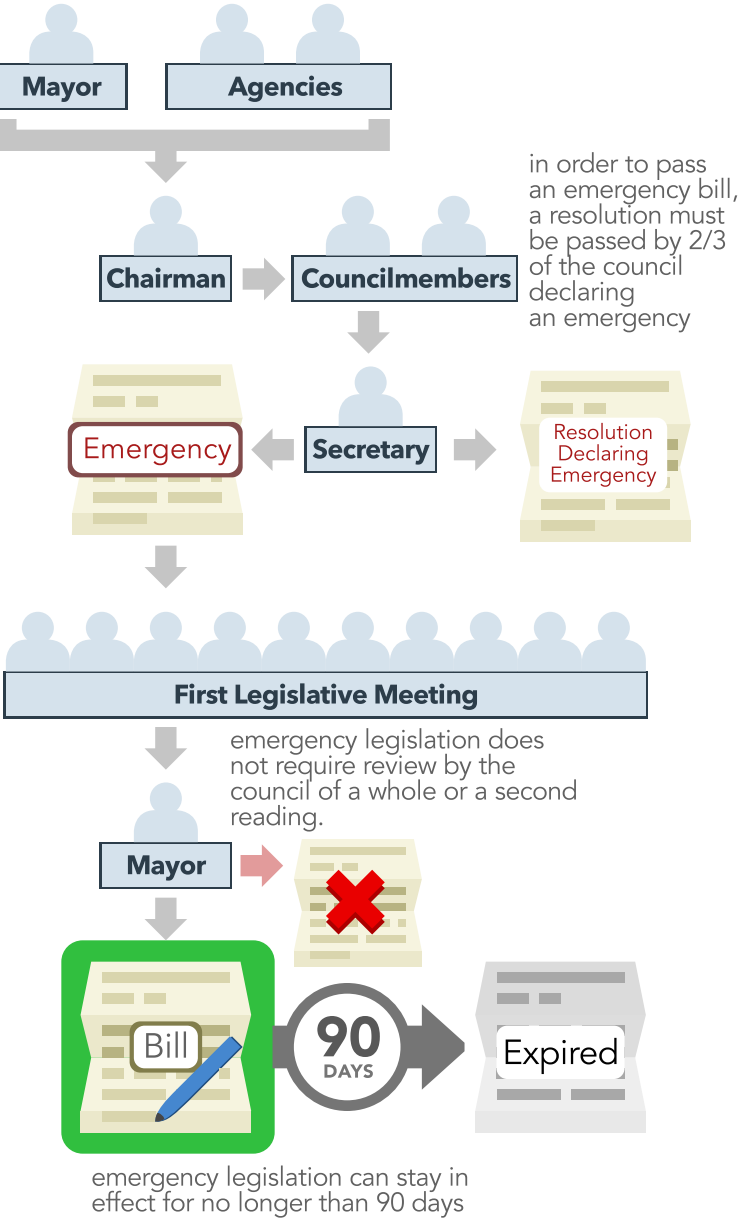 Mayor
Agencies
in order to pass
an emergency bill,
a resolution must
be passed by 2/3
of the council
declaring
an emergency
Chairman
Councilmembers
Emergency
Secretary
Resolution
Declaring
Emergency
First Legislative Meeting
emergency legislation does
not require review by the
council of a whole or a second
reading.
Mayor
Bill
90
DAYS
Expired
emergency legislation can stay in
effect for no longer than 90 days